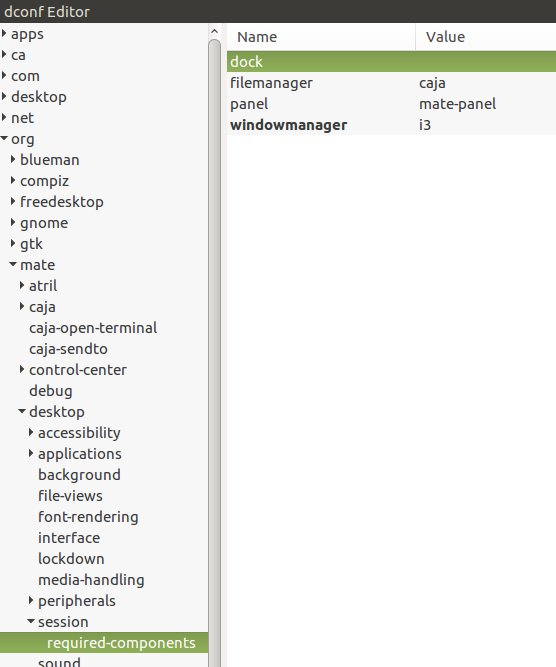 dconf Editor
apps
ca
com
desktop
net
org
blueman
compiz
freedesktop
gnome
gtk
mate
atril
caja
caja-open-terminal
caja-sendto
control-center
debug
desktop
accessibility
applications
background
file-views
font-rendering
interface
lockdown
media-handling
peripherals
session
required-components
sound
Name Value
dock
filemanager caja
panel mate-panel
windowmanager i3